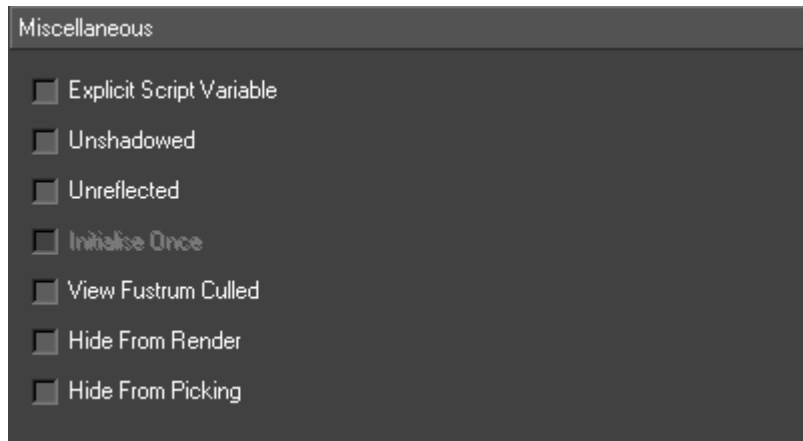 Miscellaneous
Explicit Script Variable
Unshadowed
Unreflected
Initialise Once
View Fustrum Culled
Hide From Render
Hide From Picking